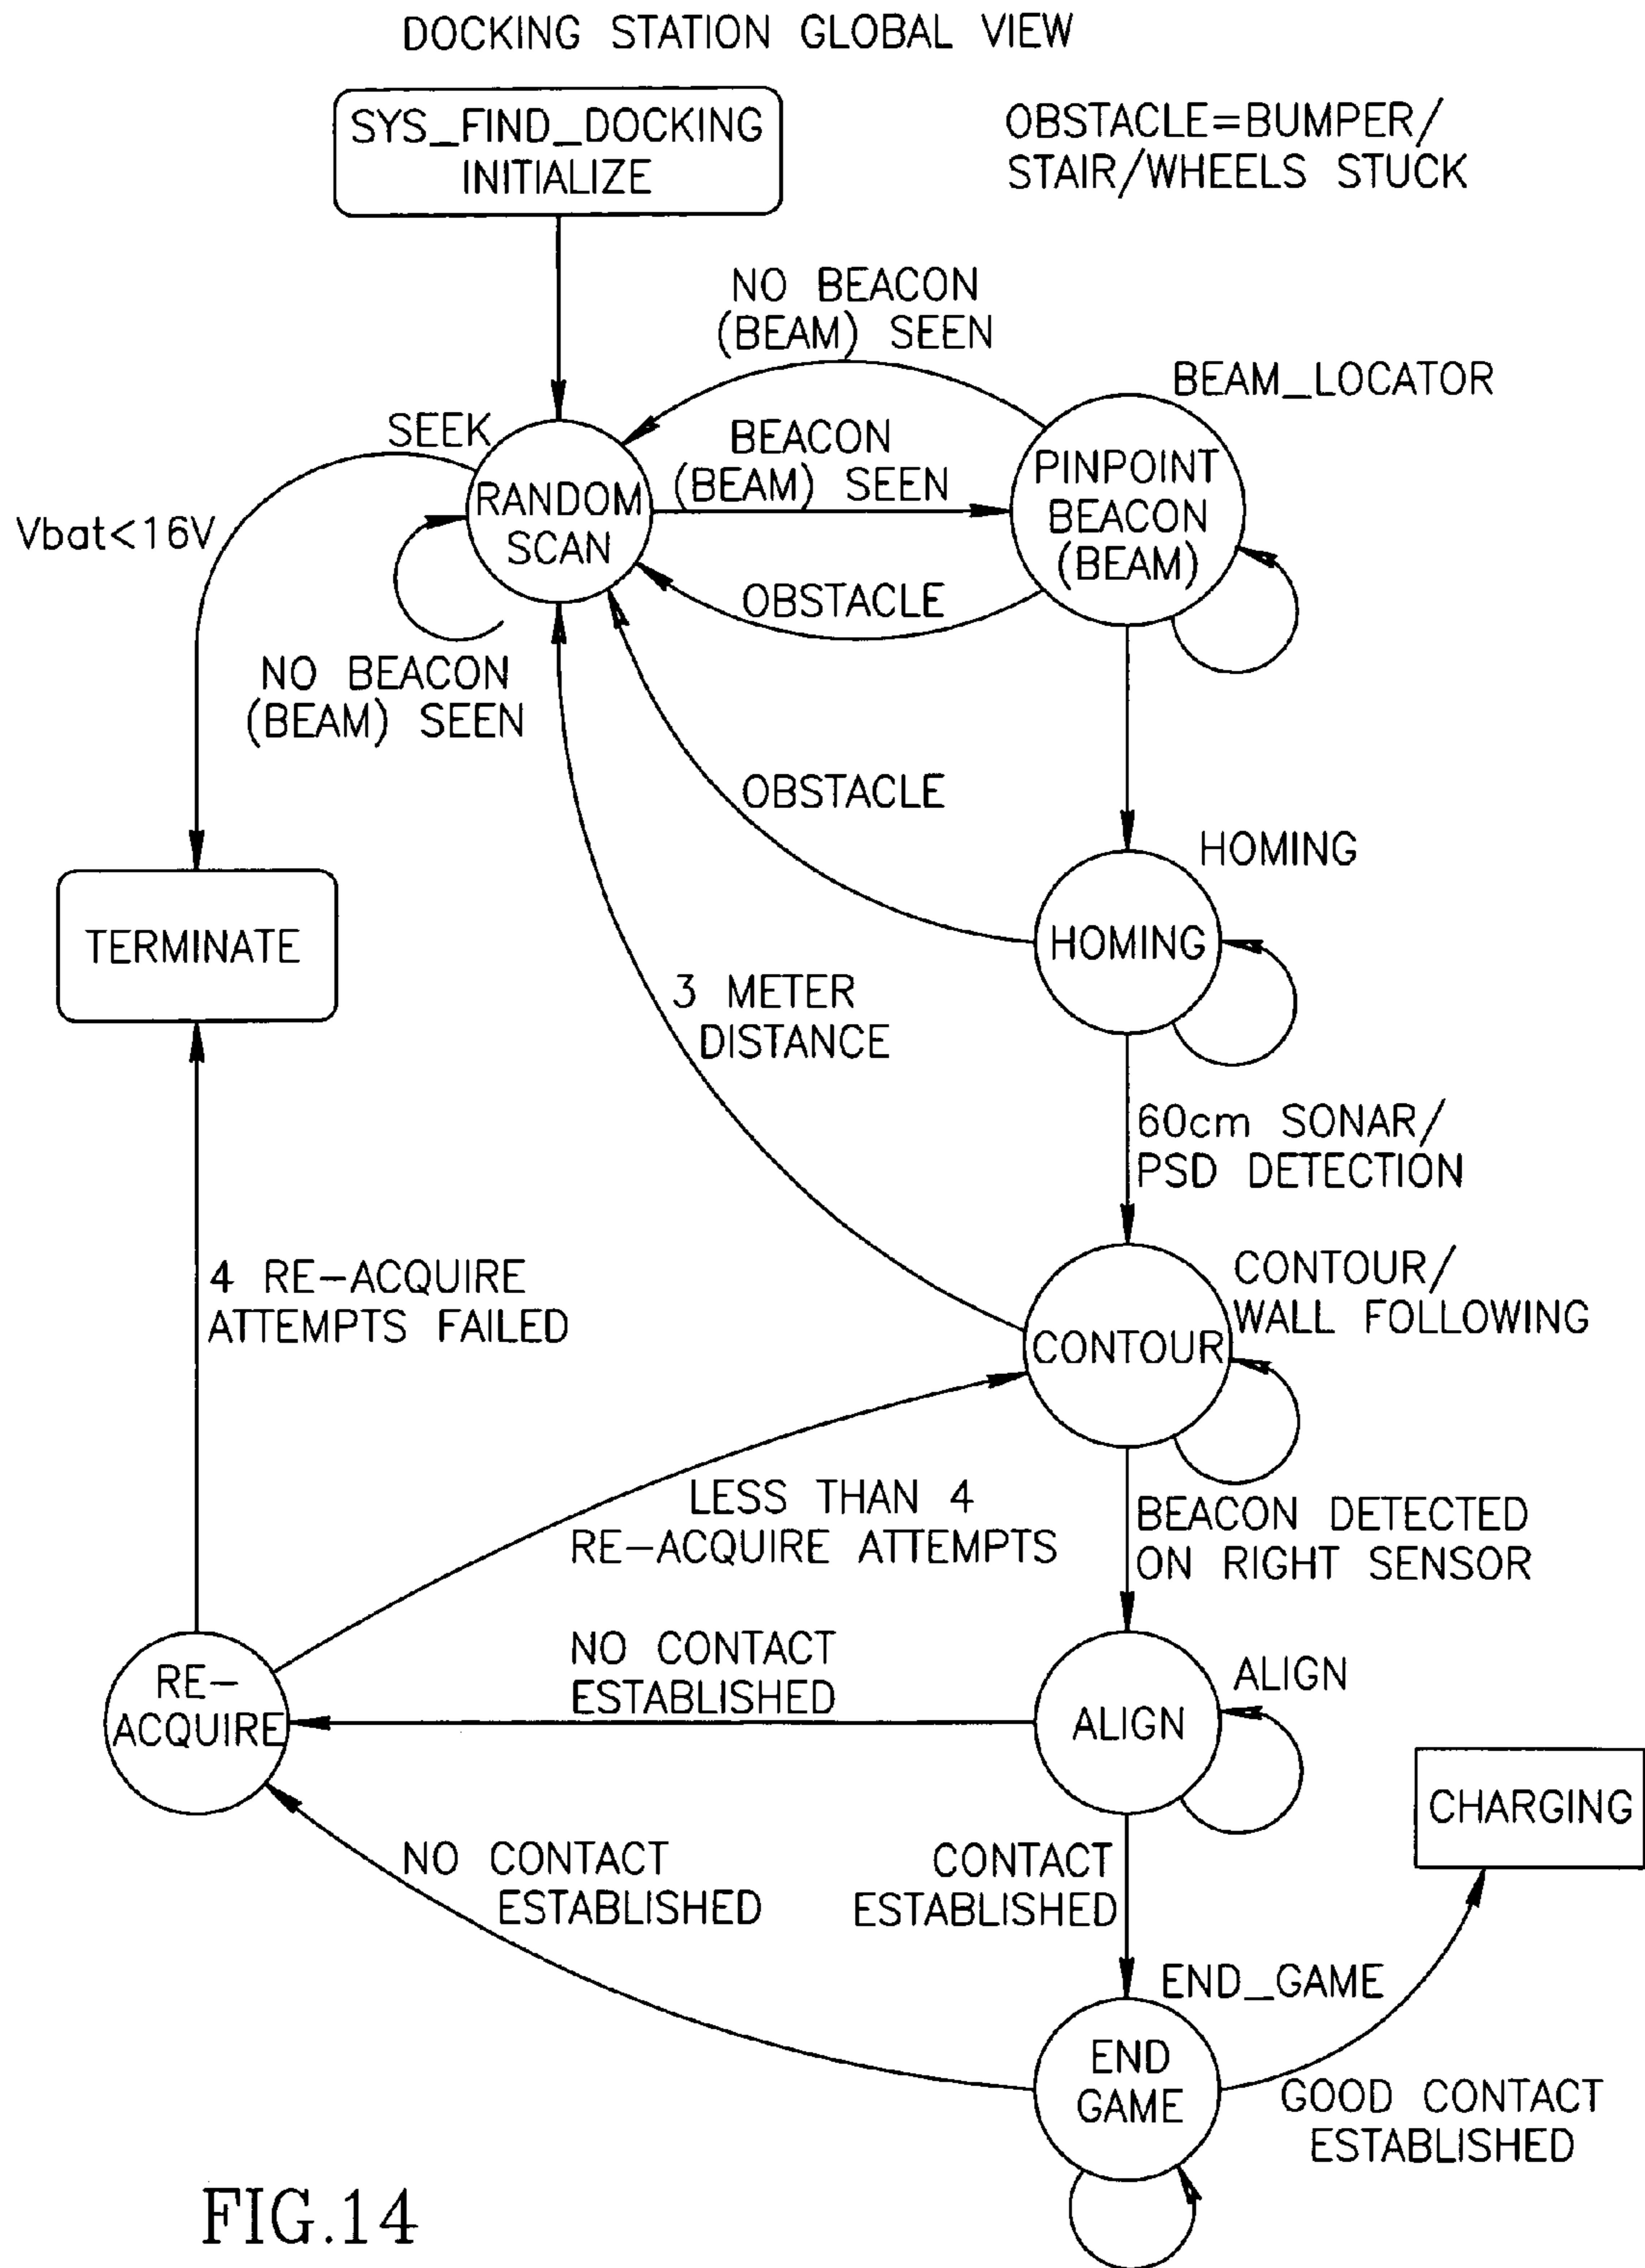 DOCKING STATION GLOBAL VIEW
SYS_FIND_DOCKING
INITIALIZE
OBSTACLE=BUMPER/
STAIR/WHEELS STUCK
NO BEACON
(BEAM) SEEN
BEAM_LOCATOR
SEEK
BEACON
(BEAM) SEEN
PINPOINT
BEACON
(BEAM)
RANDOM
SCAN
Vbat<16V
OBSTACLE
NO BEACON
(BEAM) SEEN
OBSTACLE
HOMING
HOMING
TERMINATE
3 METER
DISTANCE
60cm SONAR/
PSD DETECTION
4 RE-ACQUIRE
ATTEMPTS FAILED
CONTOUR/
WALL FOLLOWING
CONTOUR
LESS THAN 4
RE-ACQUIRE ATTEMPTS
BEACON DETECTED
ON RIGHT SENSOR
NO CONTACT
ESTABLISHED
ALIGN
RE-
ACQUIRE
ALIGN
CHARGING
NO CONTACT
ESTABLISHED
CONTACT
ESTABLISHED
END_GAME
END
GAME
GOOD CONTACT
ESTABLISHED
FIG.14